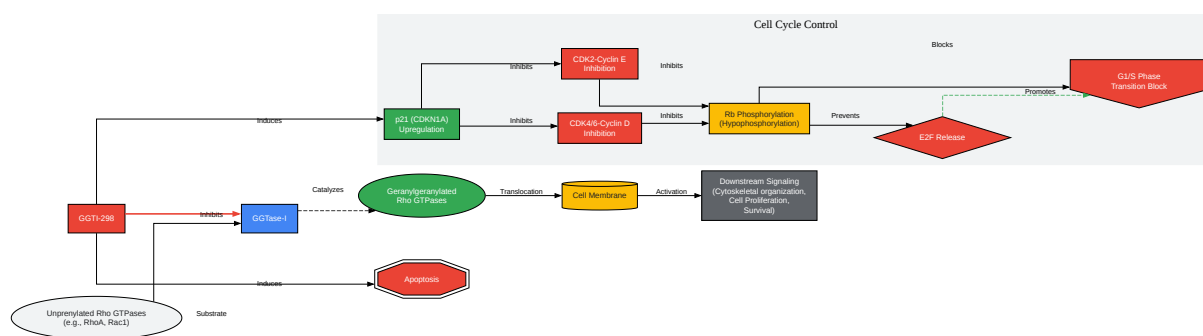 Cell Cycle Control
Blocks
CDK2-Cyclin E
Inhibition
Inhibits
Inhibits
G1/S Phase
Transition Block
Promotes
p21 (CDKN1A)
Upregulation
Induces
Inhibits
CDK4/6-Cyclin D
Inhibition
Inhibits
Rb Phosphorylation
(Hypophosphorylation)
Prevents
E2F Release
Catalyzes
Geranylgeranylated
Rho GTPases
Translocation
Cell Membrane
Activation
Downstream Signaling
(Cytoskeletal organization,
Cell Proliferation,
Survival)
GGTI-298
Inhibits
GGTase-I
Induces
Apoptosis
Unprenylated Rho GTPases
(e.g., RhoA, Rac1)
Substrate